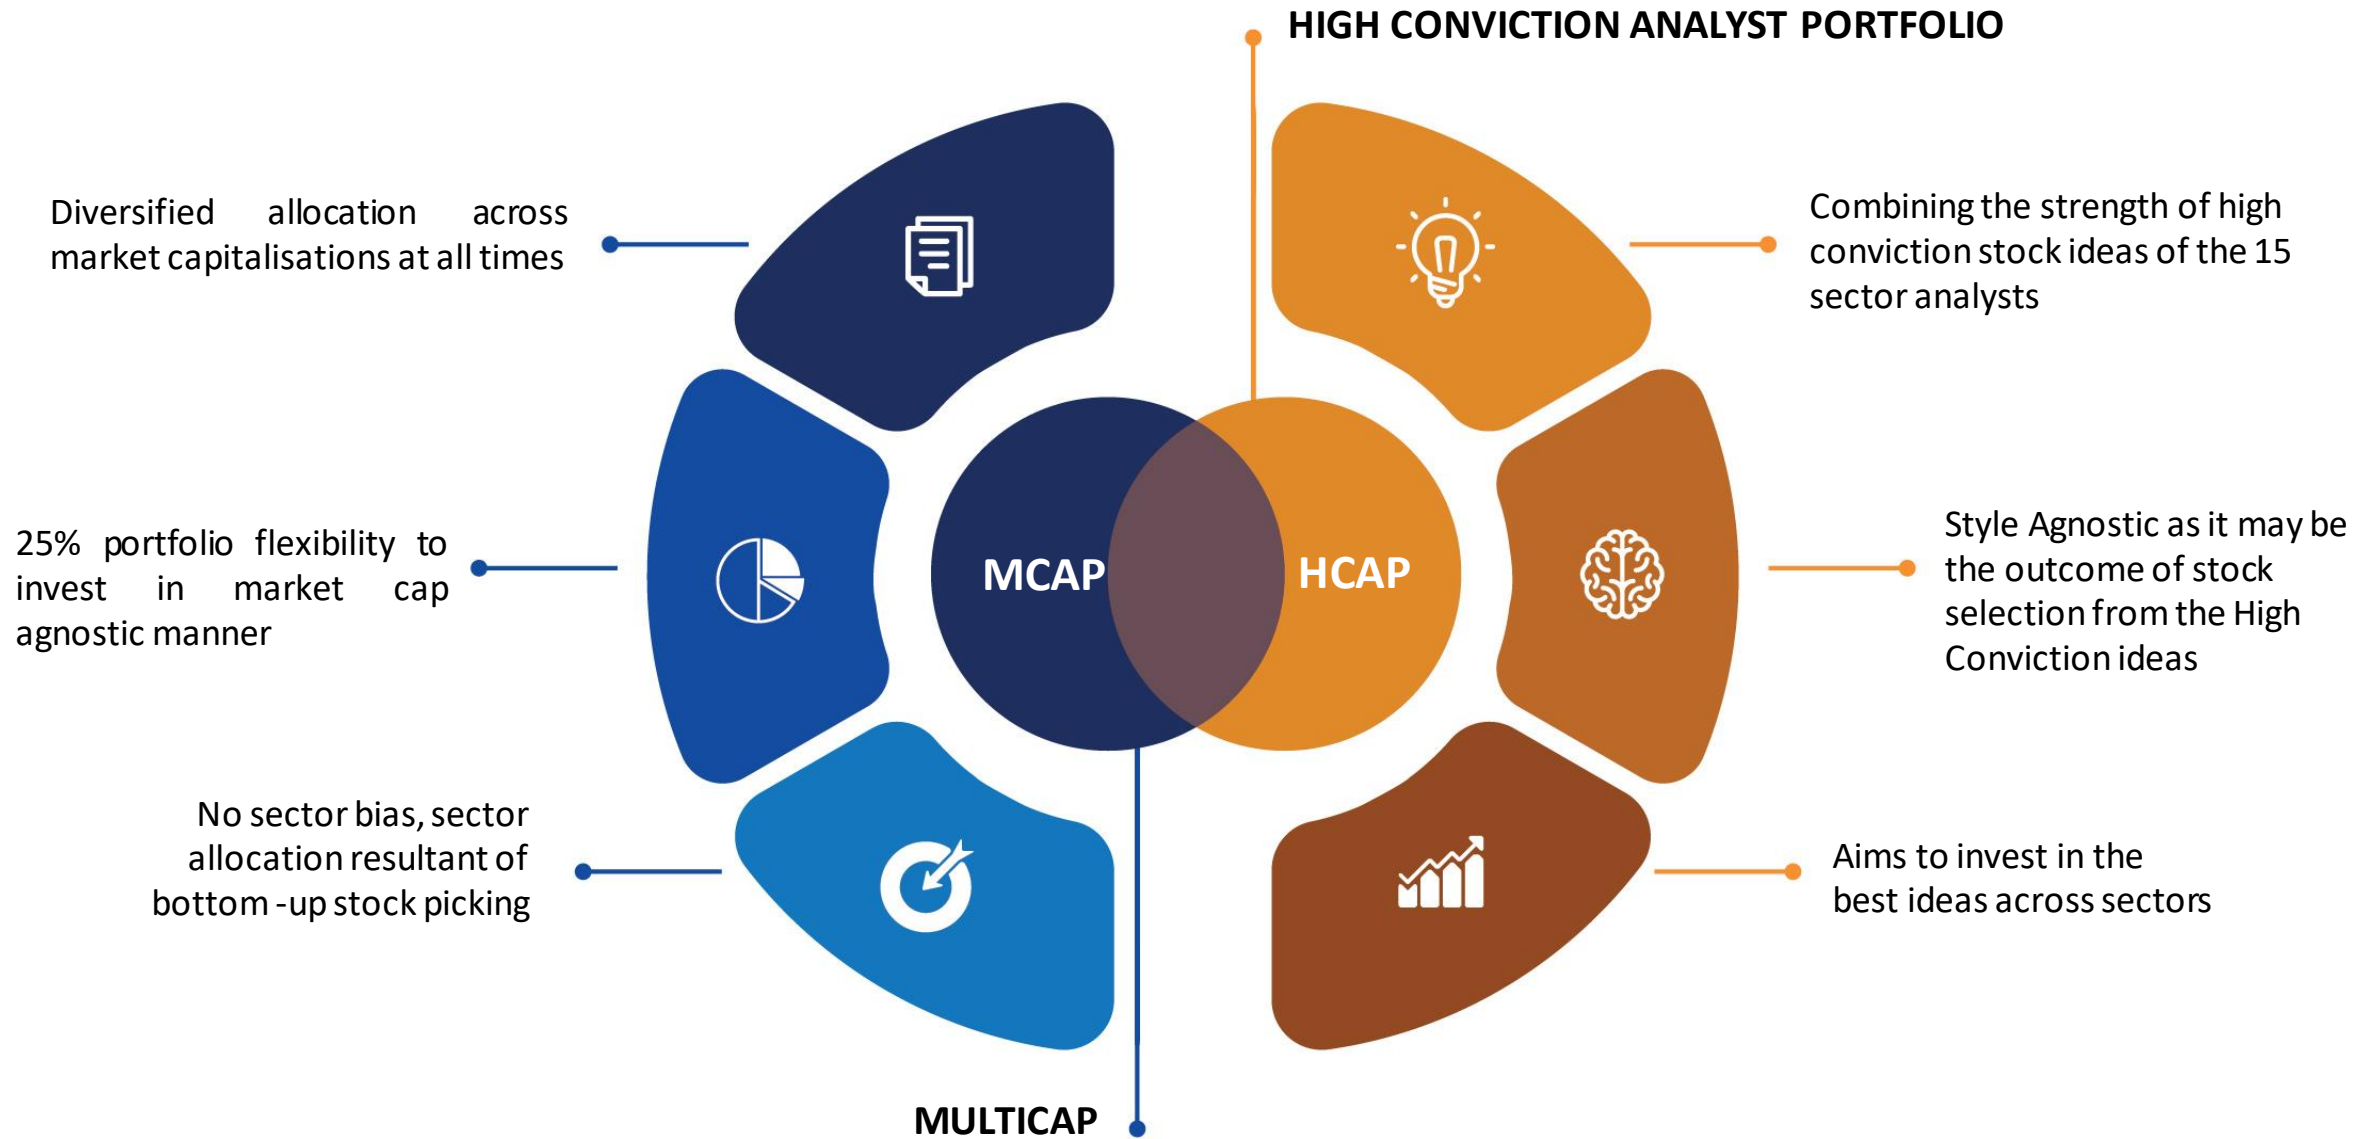 HIGH CONVICTION ANALYST PORTFOLIO
Diversified allocation across
market capitalisations at all times
25% portfolio flexibility to
invest in market cap
agnostic manner
No sector bias, sector
allocation resultant of
bottom -up stock picking
MCAP
HCAP
Combining the strength of high
conviction stock ideas of the 15
sector analysts
Style Agnostic as it may be
the outcome of stock
selection from the High
Conviction ideas
Aims to invest in the
best ideas across sectors
MULTICAP